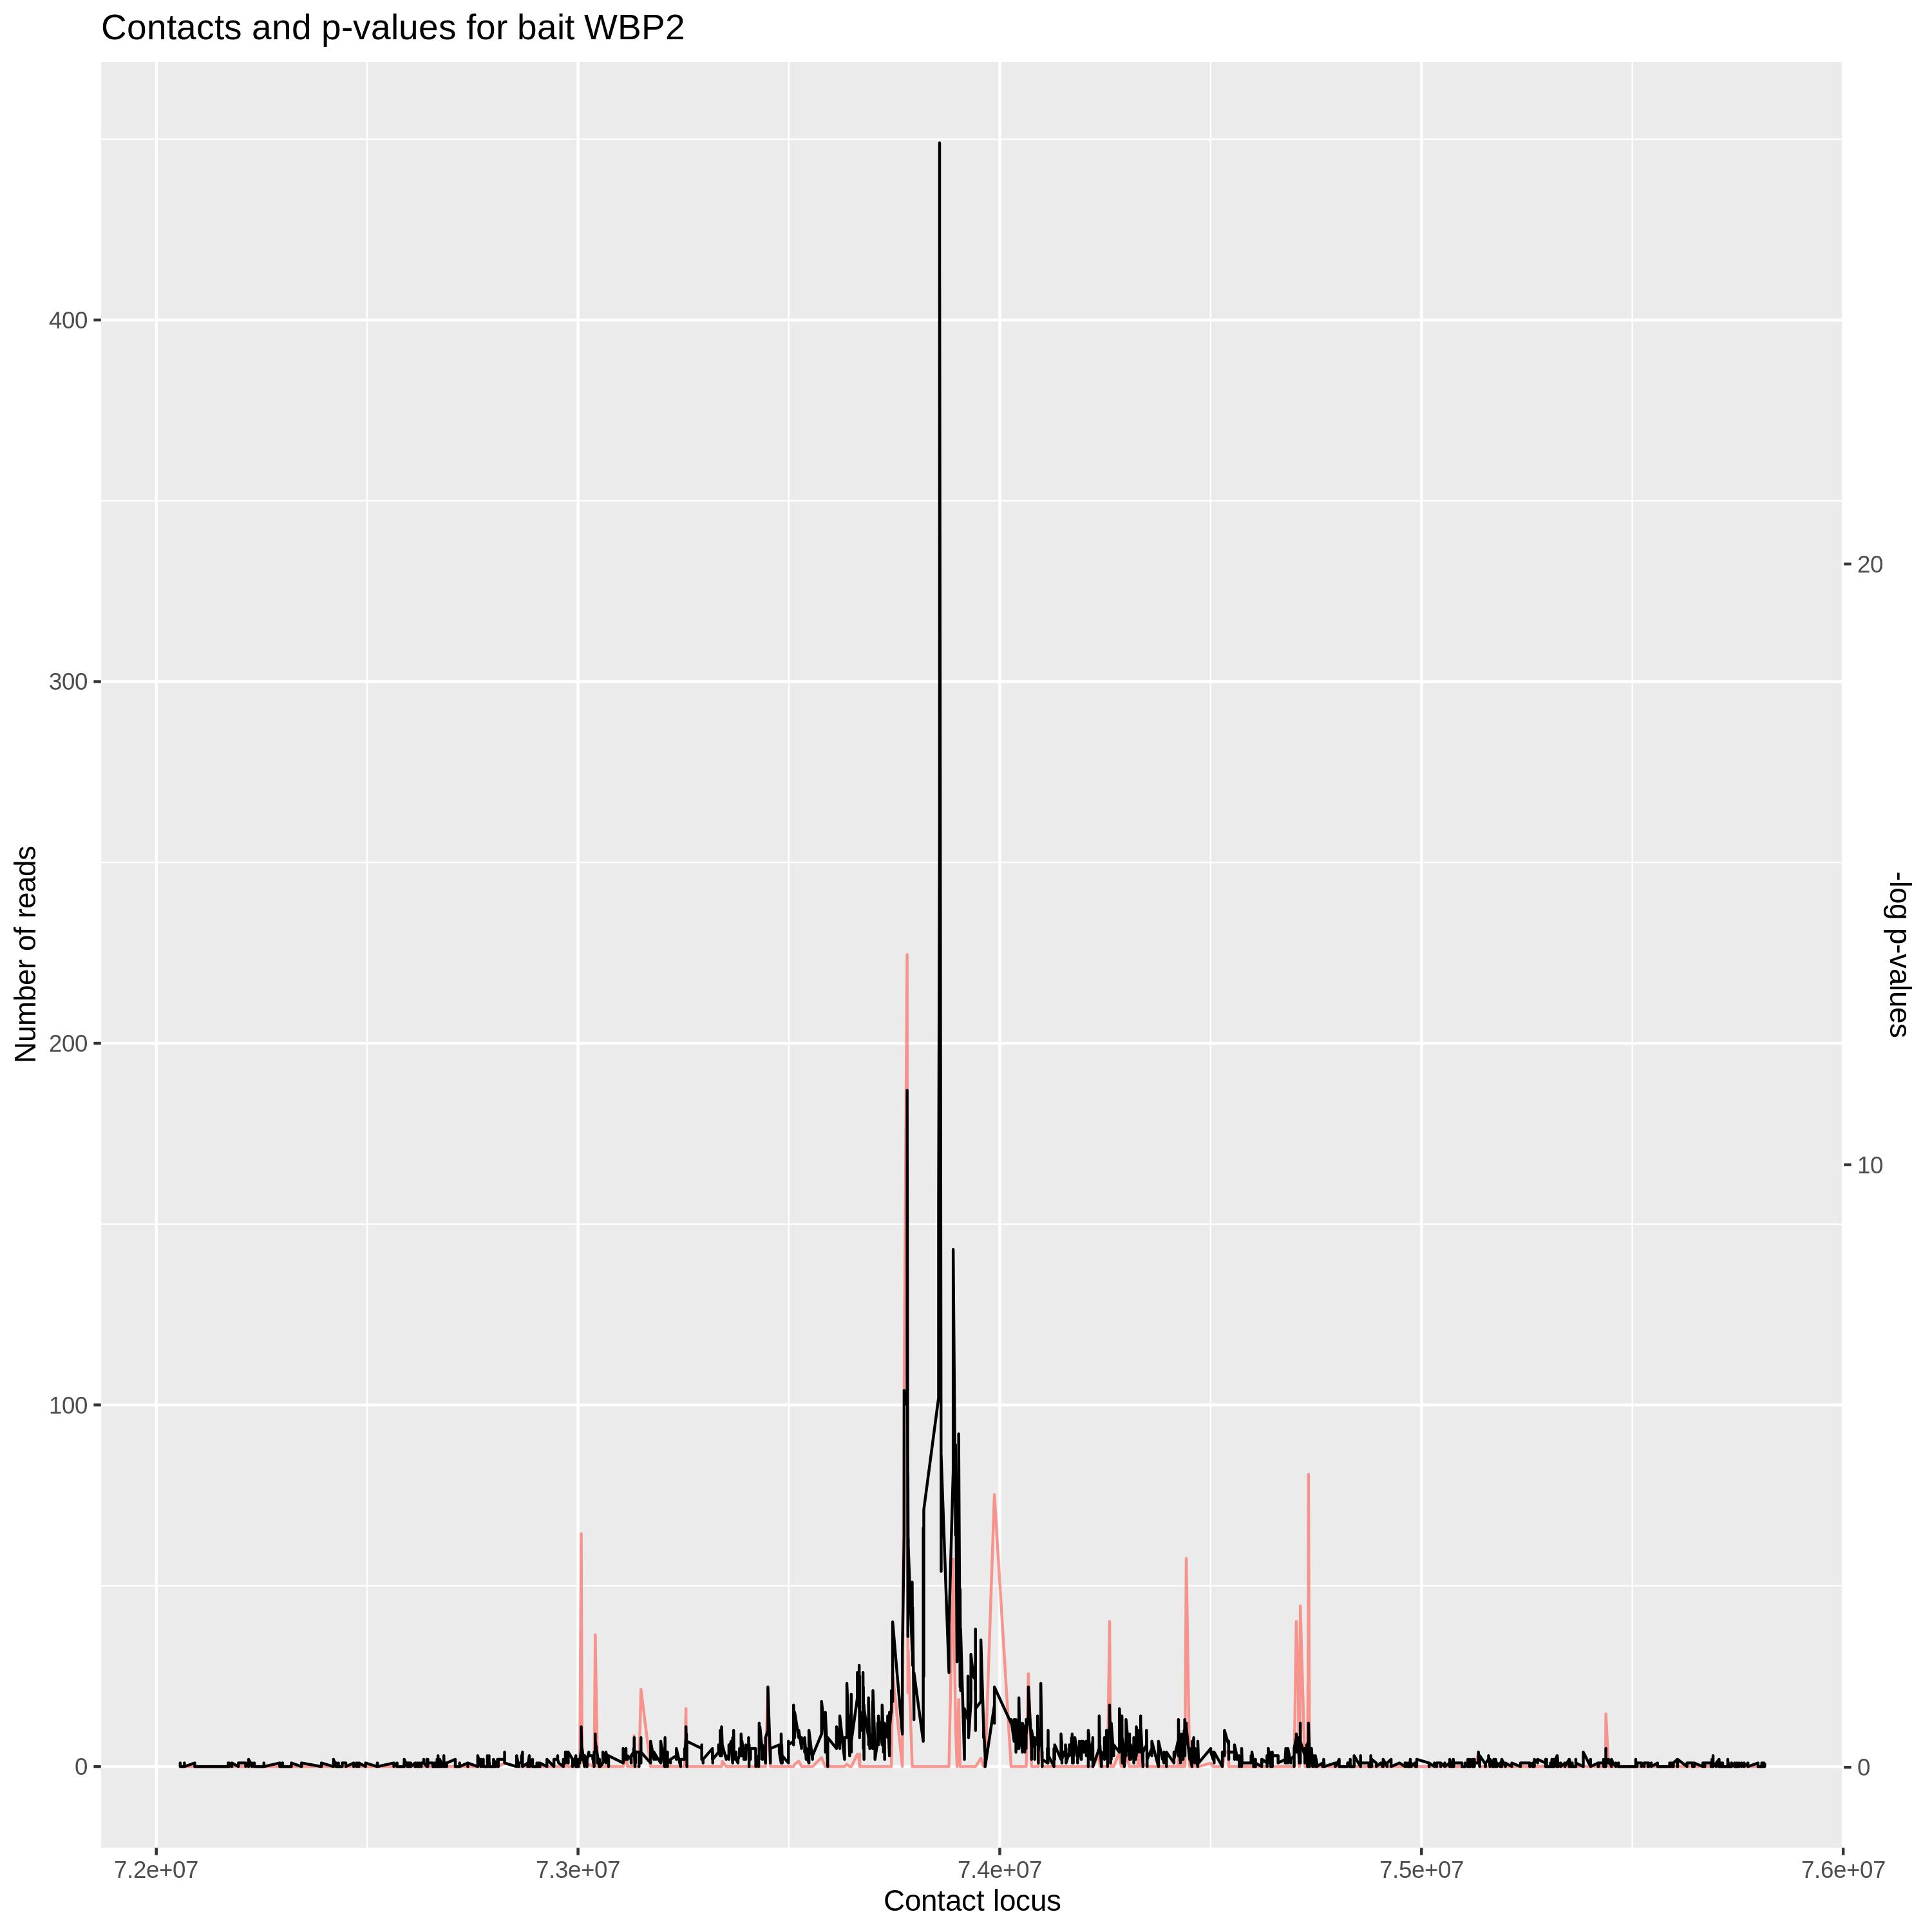 Contacts and p-values for bait WBP2
Number of reads
400
300
200
100
0
20
10
0
-log p-values
7.2e+07
7.3e+07
7.4e+07
7.5e+07
7.6e+07
Contact locus